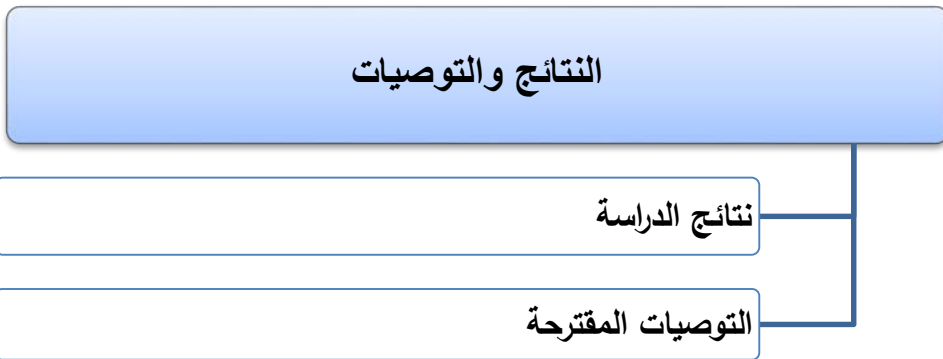 النتائج والتوصيات
نتائج الدراسة
التوصيات المقترحة